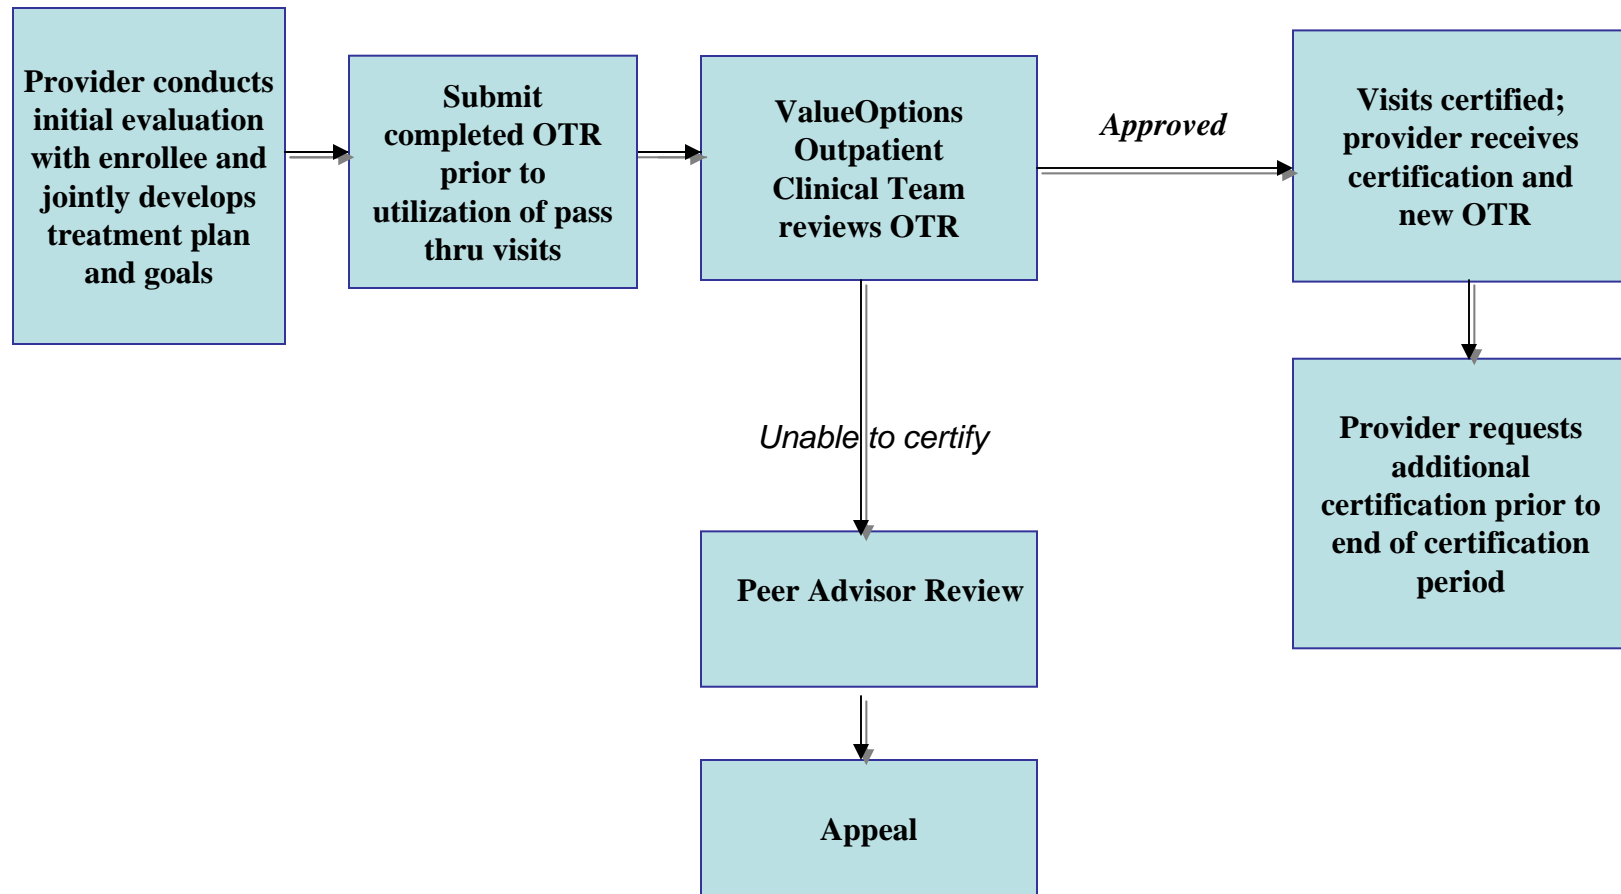 Provider conducts
initial evaluation
with enrollee and
jointly develops
treatment plan
and goals
Submit
completed OTR
prior to
utilization of pass
thru visits
ValueOptions
Outpatient
Clinical Team
reviews OTR
Approved
Visits certified;
provider receives
certification and
new OTR
Unable to certify
Provider requests
additional
certification prior to
end of certification
period
Peer Advisor Review
Appeal